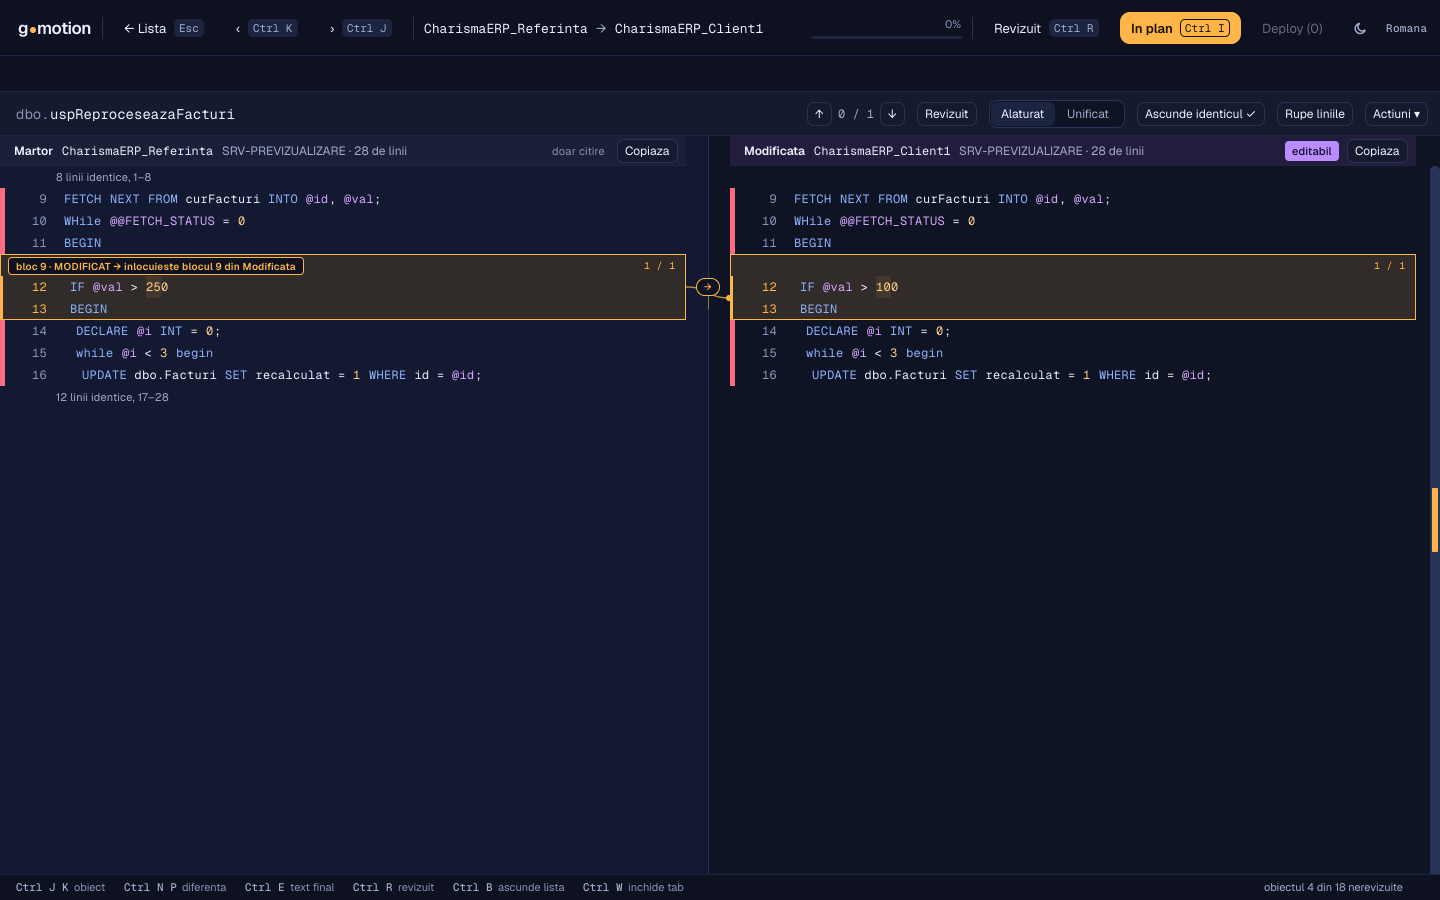 g•motion
← Lista Esc ‹ Ctrl K › Ctrl J CharismaERP_Referinta → CharismaERP_Client1 0% Revizuit Ctrl R In plan Ctrl I Deploy (0) Romana
dbo.uspReproceseazaFacturi ↑ 0 / 1 ↓ Revizuit Alaturat Unificat Ascunde identicul ✓ Rupe liniile Actiuni ▾
Martor CharismaERP_Referinta SRV-PREVIZUALIZARE · 28 de linii doar citire Copiaza
8 linii identice, 1–8
9 FETCH NEXT FROM curFacturi INTO @id, @val;
10 WHile @@FETCH_STATUS = 0
11 BEGIN
bloc 9 · MODIFICAT → inlocuieste blocul 9 din Modificata 1 / 1
12 IF @val > 250
13 BEGIN
14 DECLARE @i INT = 0;
15 while @i < 3 begin
16 UPDATE dbo.Facturi SET recalculat = 1 WHERE id = @id;
12 linii identice, 17–28
→
Modificata CharismaERP_Client1 SRV-PREVIZUALIZARE · 28 de linii editabil Copiaza
9 FETCH NEXT FROM curFacturi INTO @id, @val;
10 WHile @@FETCH_STATUS = 0
11 BEGIN
1 / 1
12 IF @val > 100
13 BEGIN
14 DECLARE @i INT = 0;
15 while @i < 3 begin
16 UPDATE dbo.Facturi SET recalculat = 1 WHERE id = @id;
Ctrl J K obiect Ctrl N P diferenta Ctrl E text final Ctrl R revizuit Ctrl B ascunde lista Ctrl W inchide tab obiectul 4 din 18 nerevizuite